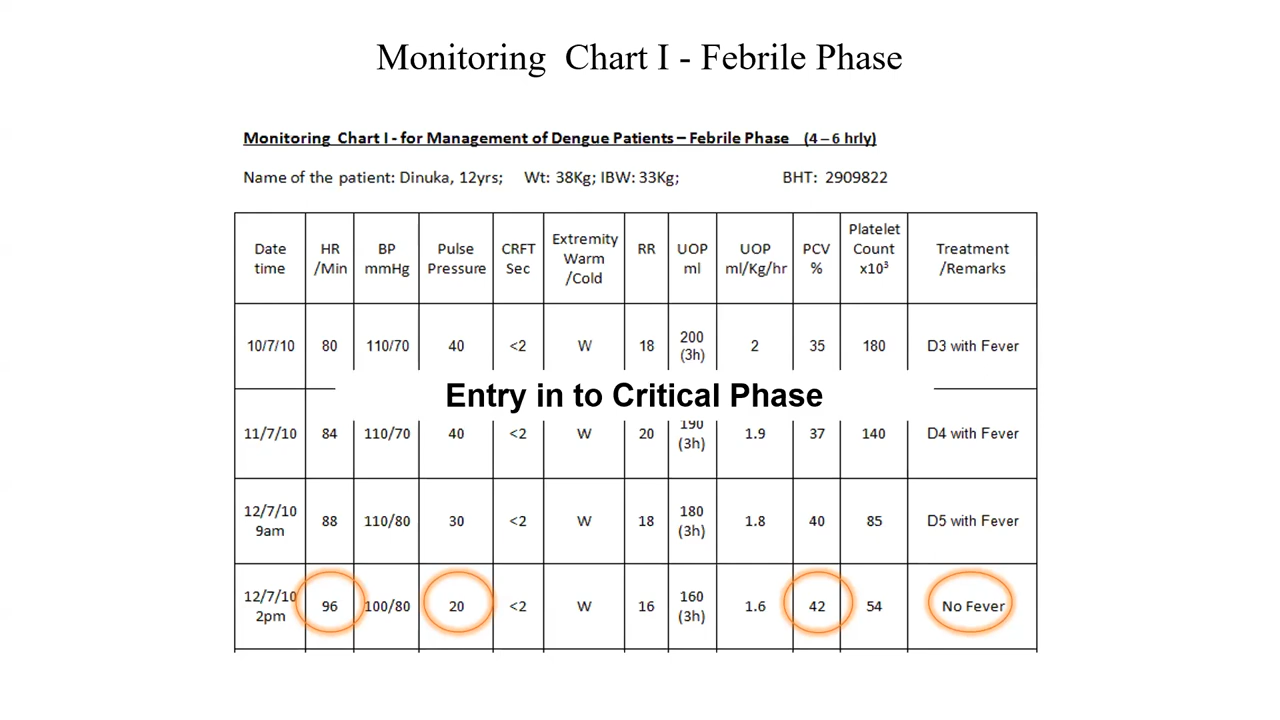 Monitoring Chart I - Febrile Phase
Monitoring Chart I - for Management of Dengue Patients – Febrile Phase (4 – 6 hrly)
Name of the patient: Dinuka, 12yrs; Wt: 38Kg; IBW: 33Kg; BHT: 2909822
Date time HR /Min BP mmHg Pulse Pressure CRFT Sec Extremity Warm /Cold RR UOP ml UOP ml/Kg/hr PCV % Platelet Count x10³ Treatment /Remarks
10/7/10 80 110/70 40 <2 W 18 200 (3h) 2 35 180 D3 with Fever
Entry in to Critical Phase
11/7/10 84 110/70 40 <2 W 20 190 (3h) 1.9 37 140 D4 with Fever
12/7/10 9am 88 110/80 30 <2 W 18 180 (3h) 1.8 40 85 D5 with Fever
12/7/10 2pm 96 100/80 20 <2 W 16 160 (3h) 1.6 42 54 No Fever